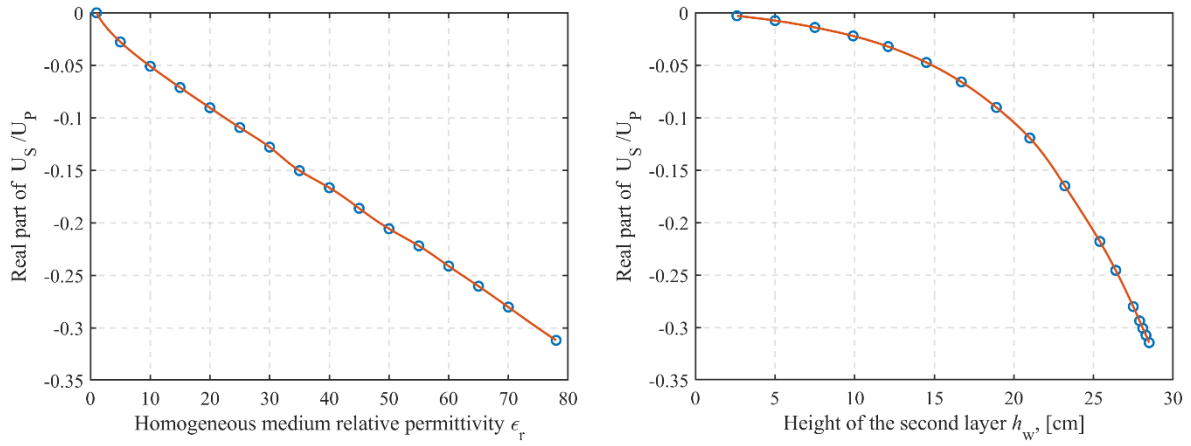 0
-0.05
-0.1
-0.15
-0.2
-0.25
-0.3
-0.35
Real part of U_S /U_P
0 10 20 30 40 50 60 70 80
Homogeneous medium relative permittivity ϵ_r
0
-0.05
-0.1
-0.15
-0.2
-0.25
-0.3
-0.35
Real part of U_S /U_P
0 5 10 15 20 25 30
Height of the second layer h_w, [cm]